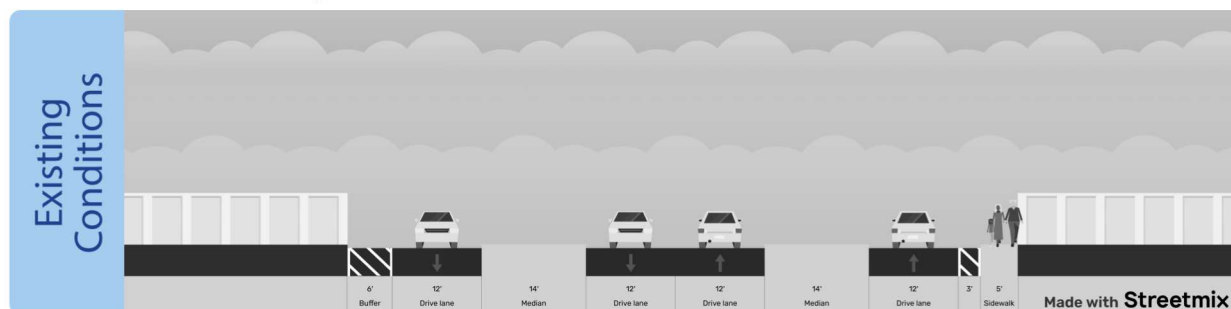 Existing
Conditions
6' 12' 14' 12' 12' 14' 12' 3' 5'
Buffer Drive lane Median Drive lane Drive lane Median Drive lane Sidewalk
Made with Streetmix